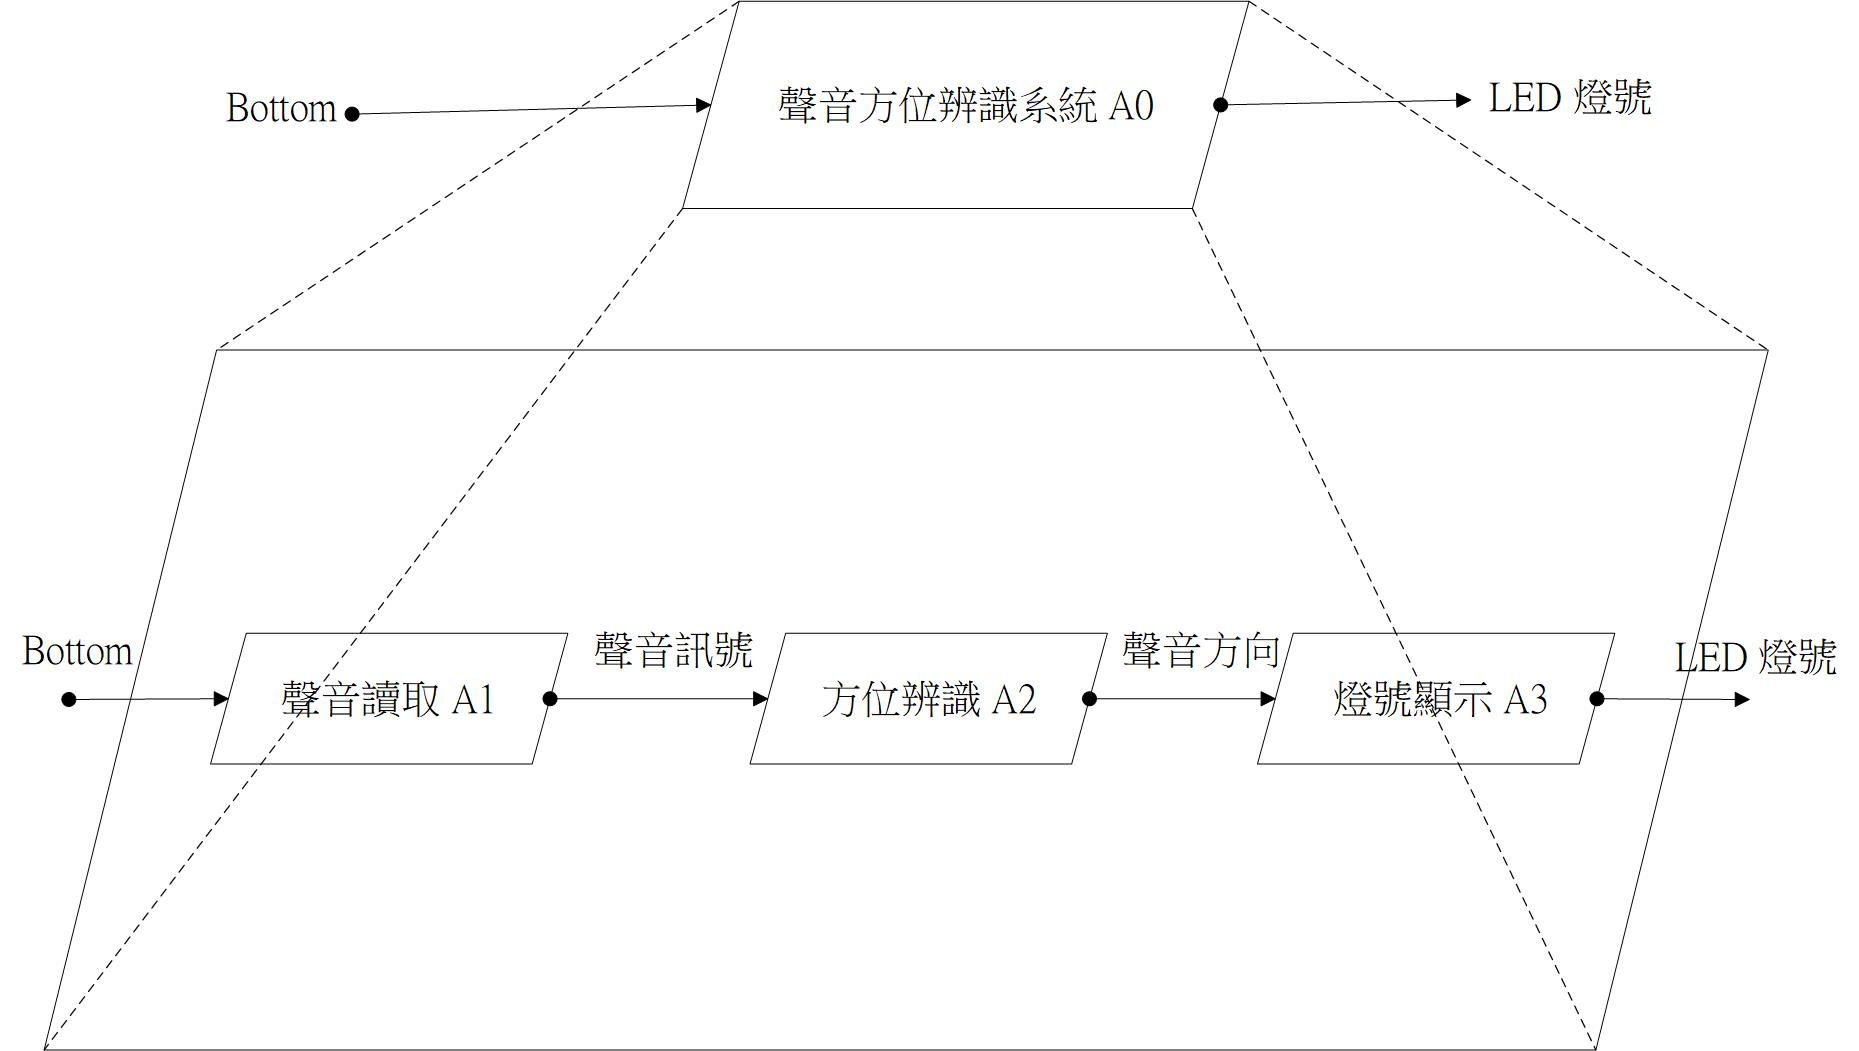 Bottom
聲音方位辨識系統 A0
LED 燈號
Bottom
聲音讀取 A1
聲音訊號
方位辨識 A2
聲音方向
燈號顯示 A3
LED 燈號